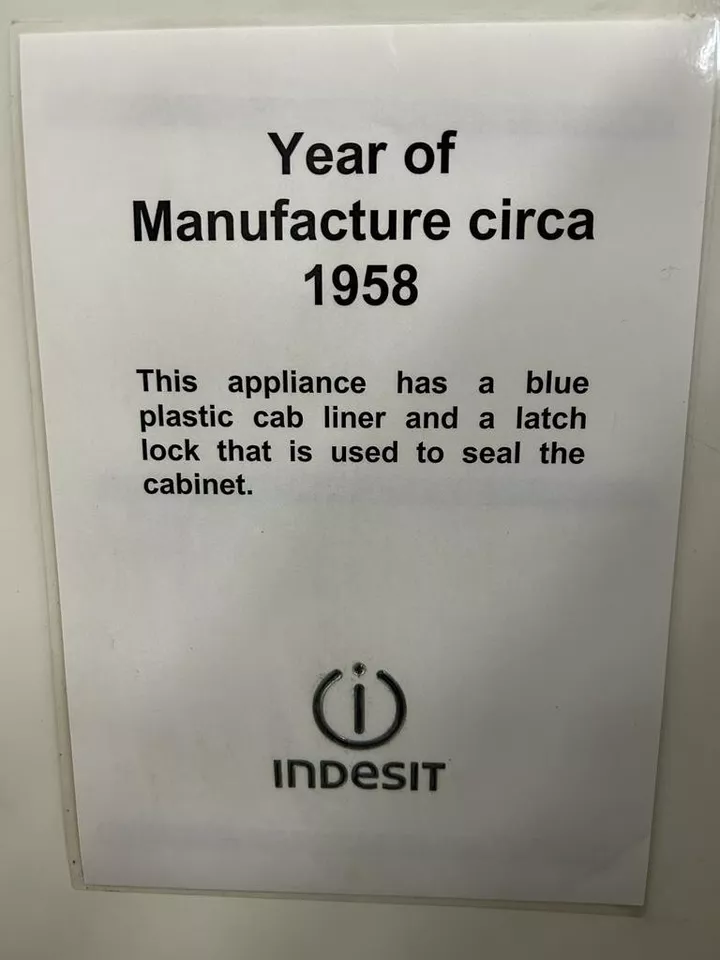 Year of
Manufacture circa
1958
This appliance has a blue
plastic cab liner and a latch
lock that is used to seal the
cabinet.
INDESIT